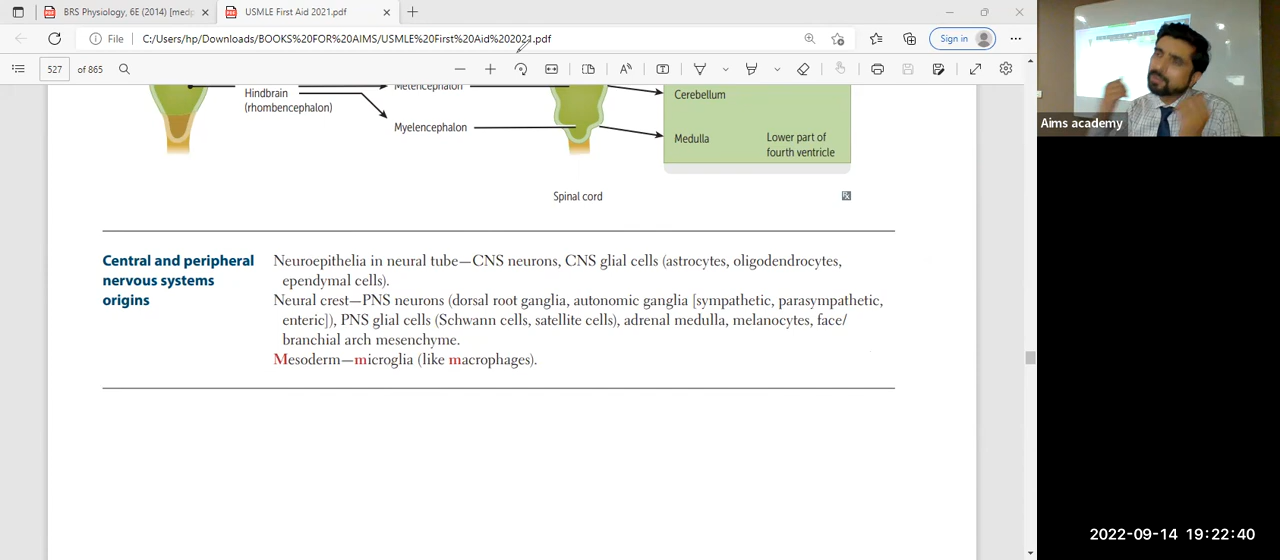 BRS Physiology, 6E (2014) [medp
USMLE First Aid 2021.pdf
File
C:/Users/hp/Downloads/BOOKS%20FOR%20AIMS/USMLE%20First%20Aid%202021.pdf
Sign in
527 of 865
Metencephalon
Hindbrain
(rhombencephalon)
Cerebellum
Myelencephalon
Medulla
Lower part of
fourth ventricle
Spinal cord
Central and peripheral
nervous systems
origins
Neuroepithelia in neural tube—CNS neurons, CNS glial cells (astrocytes, oligodendrocytes,
ependymal cells).
Neural crest—PNS neurons (dorsal root ganglia, autonomic ganglia [sympathetic, parasympathetic,
enteric]), PNS glial cells (Schwann cells, satellite cells), adrenal medulla, melanocytes, face/
branchial arch mesenchyme.
Mesoderm—microglia (like macrophages).
Aims academy
2022-09-14 19:22:40